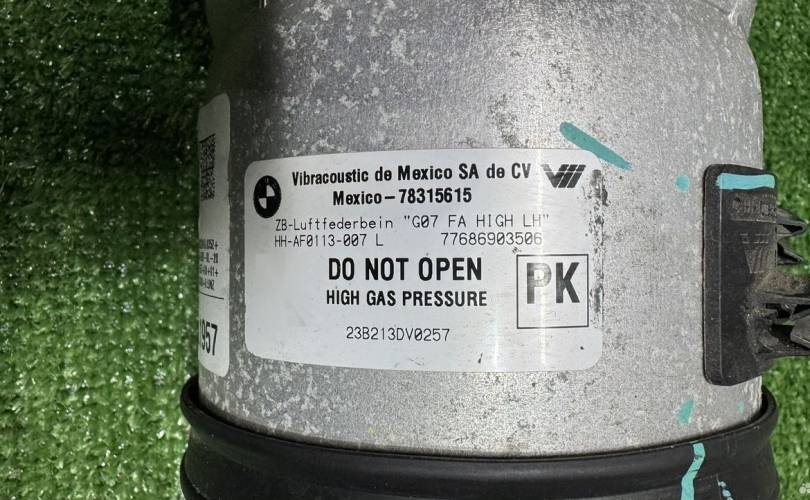 Vibracoustic de Mexico SA de CV
Mexico-78315615
ZB-Luftfederbein "G07 FA HIGH LH"
HH-AF0113-007 L 77686903506
DO NOT OPEN
HIGH GAS PRESSURE
PK
23B213DV0257
957